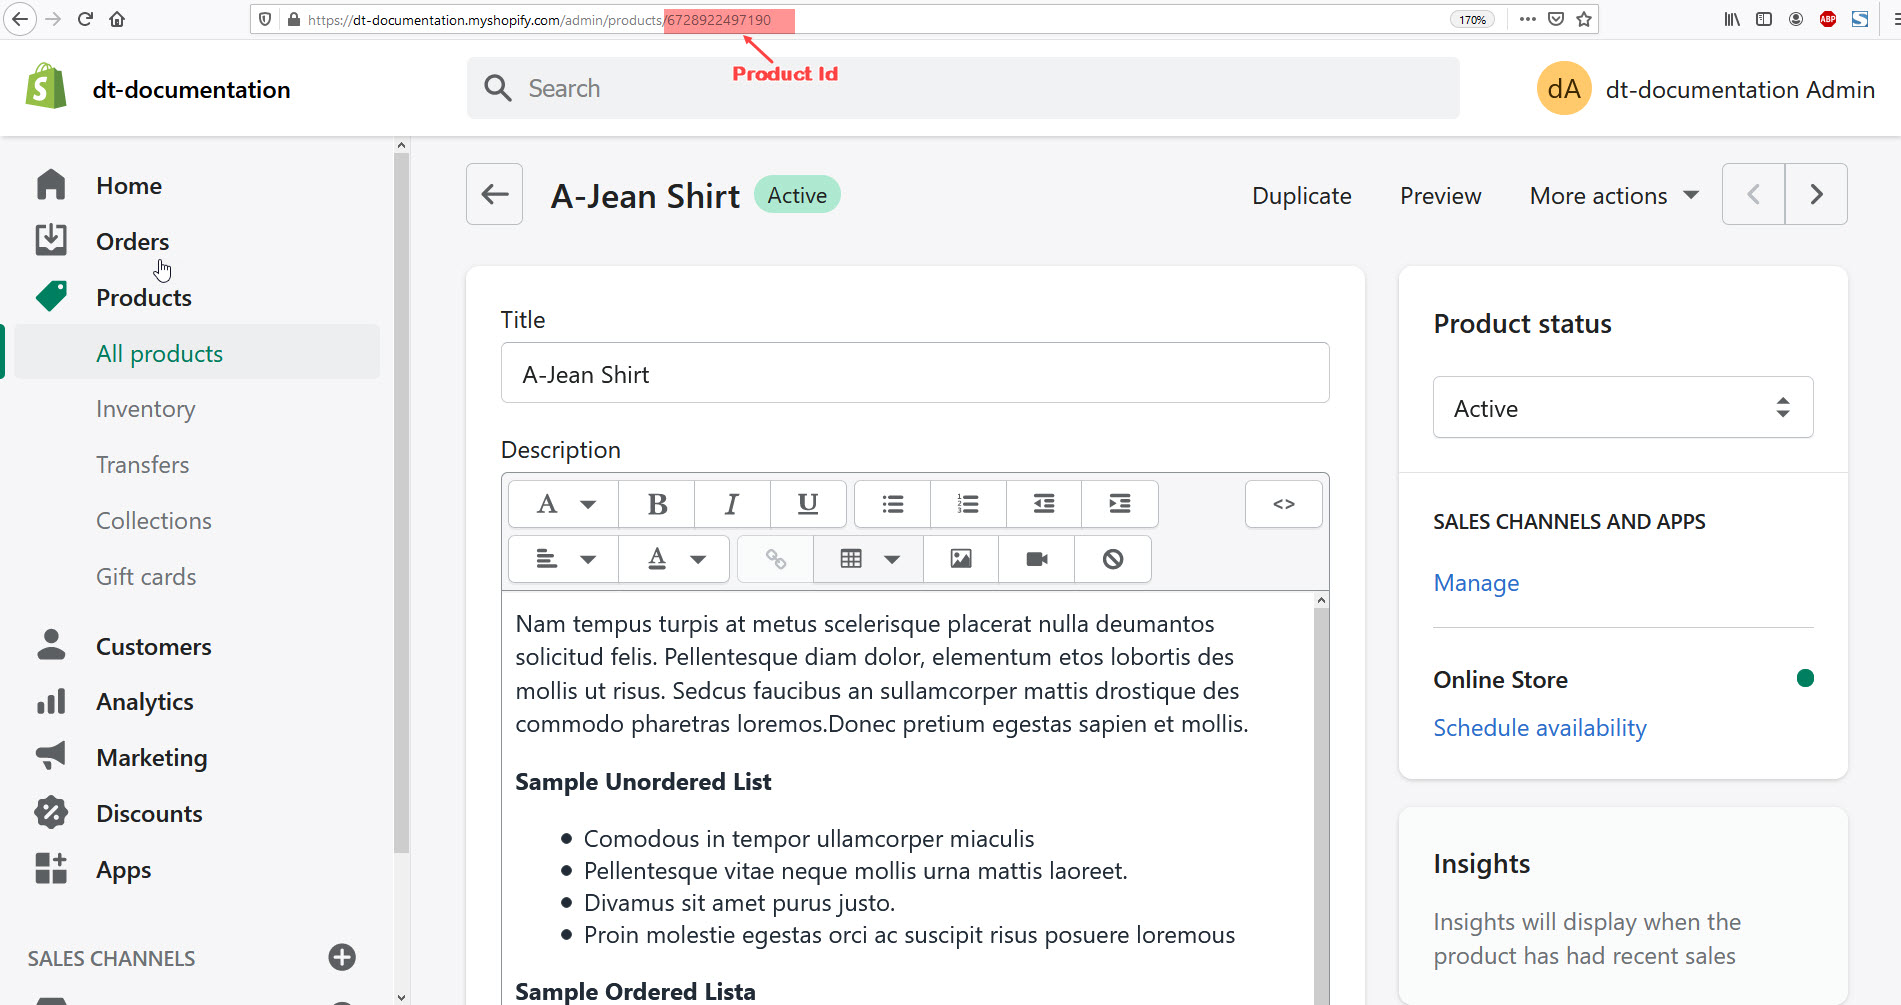 https://dt-documentation.myshopify.com/admin/products/6728922497190
170%
ABP
S
Product Id
dt-documentation
Search
dA
dt-documentation Admin
Home
Orders
Products
All products
Inventory
Transfers
Collections
Gift cards
Customers
Analytics
Marketing
Discounts
Apps
SALES CHANNELS
A-Jean Shirt
Active
Duplicate
Preview
More actions
Title
A-Jean Shirt
Description
A
B
I
U
<>
A
Nam tempus turpis at metus scelerisque placerat nulla deumantos
solicitud felis. Pellentesque diam dolor, elementum etos lobortis des
mollis ut risus. Sedcus faucibus an sullamcorper mattis drostique des
commodo pharetras loremos.Donec pretium egestas sapien et mollis.
Sample Unordered List
Comodous in tempor ullamcorper miaculis
Pellentesque vitae neque mollis urna mattis laoreet.
Divamus sit amet purus justo.
Proin molestie egestas orci ac suscipit risus posuere loremous
Sample Ordered Lista
Product status
Active
SALES CHANNELS AND APPS
Manage
Online Store
Schedule availability
Insights
Insights will display when the
product has had recent sales